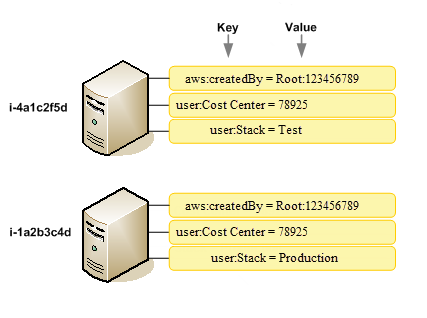 Key Value
aws:createdBy = Root:123456789
i-4a1c2f5d user:Cost Center = 78925
user:Stack = Test
aws:createdBy = Root:123456789
i-1a2b3c4d user:Cost Center = 78925
user:Stack = Production